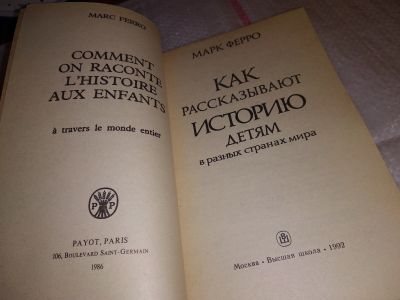 MARC FERRO
COMMENT
ON RACONTE
L'HISTOIRE
AUX ENFANTS
à travers le monde entier
P P
PAYOT, PARIS
106, BOULEVARD SAINT-GERMAIN
1986
МАРК ФЕРРО
КАК
РАССКАЗЫВАЮТ
ИСТОРИЮ
ДЕТЯМ
в разных странах мира
Москва · Высшая школа · 1992